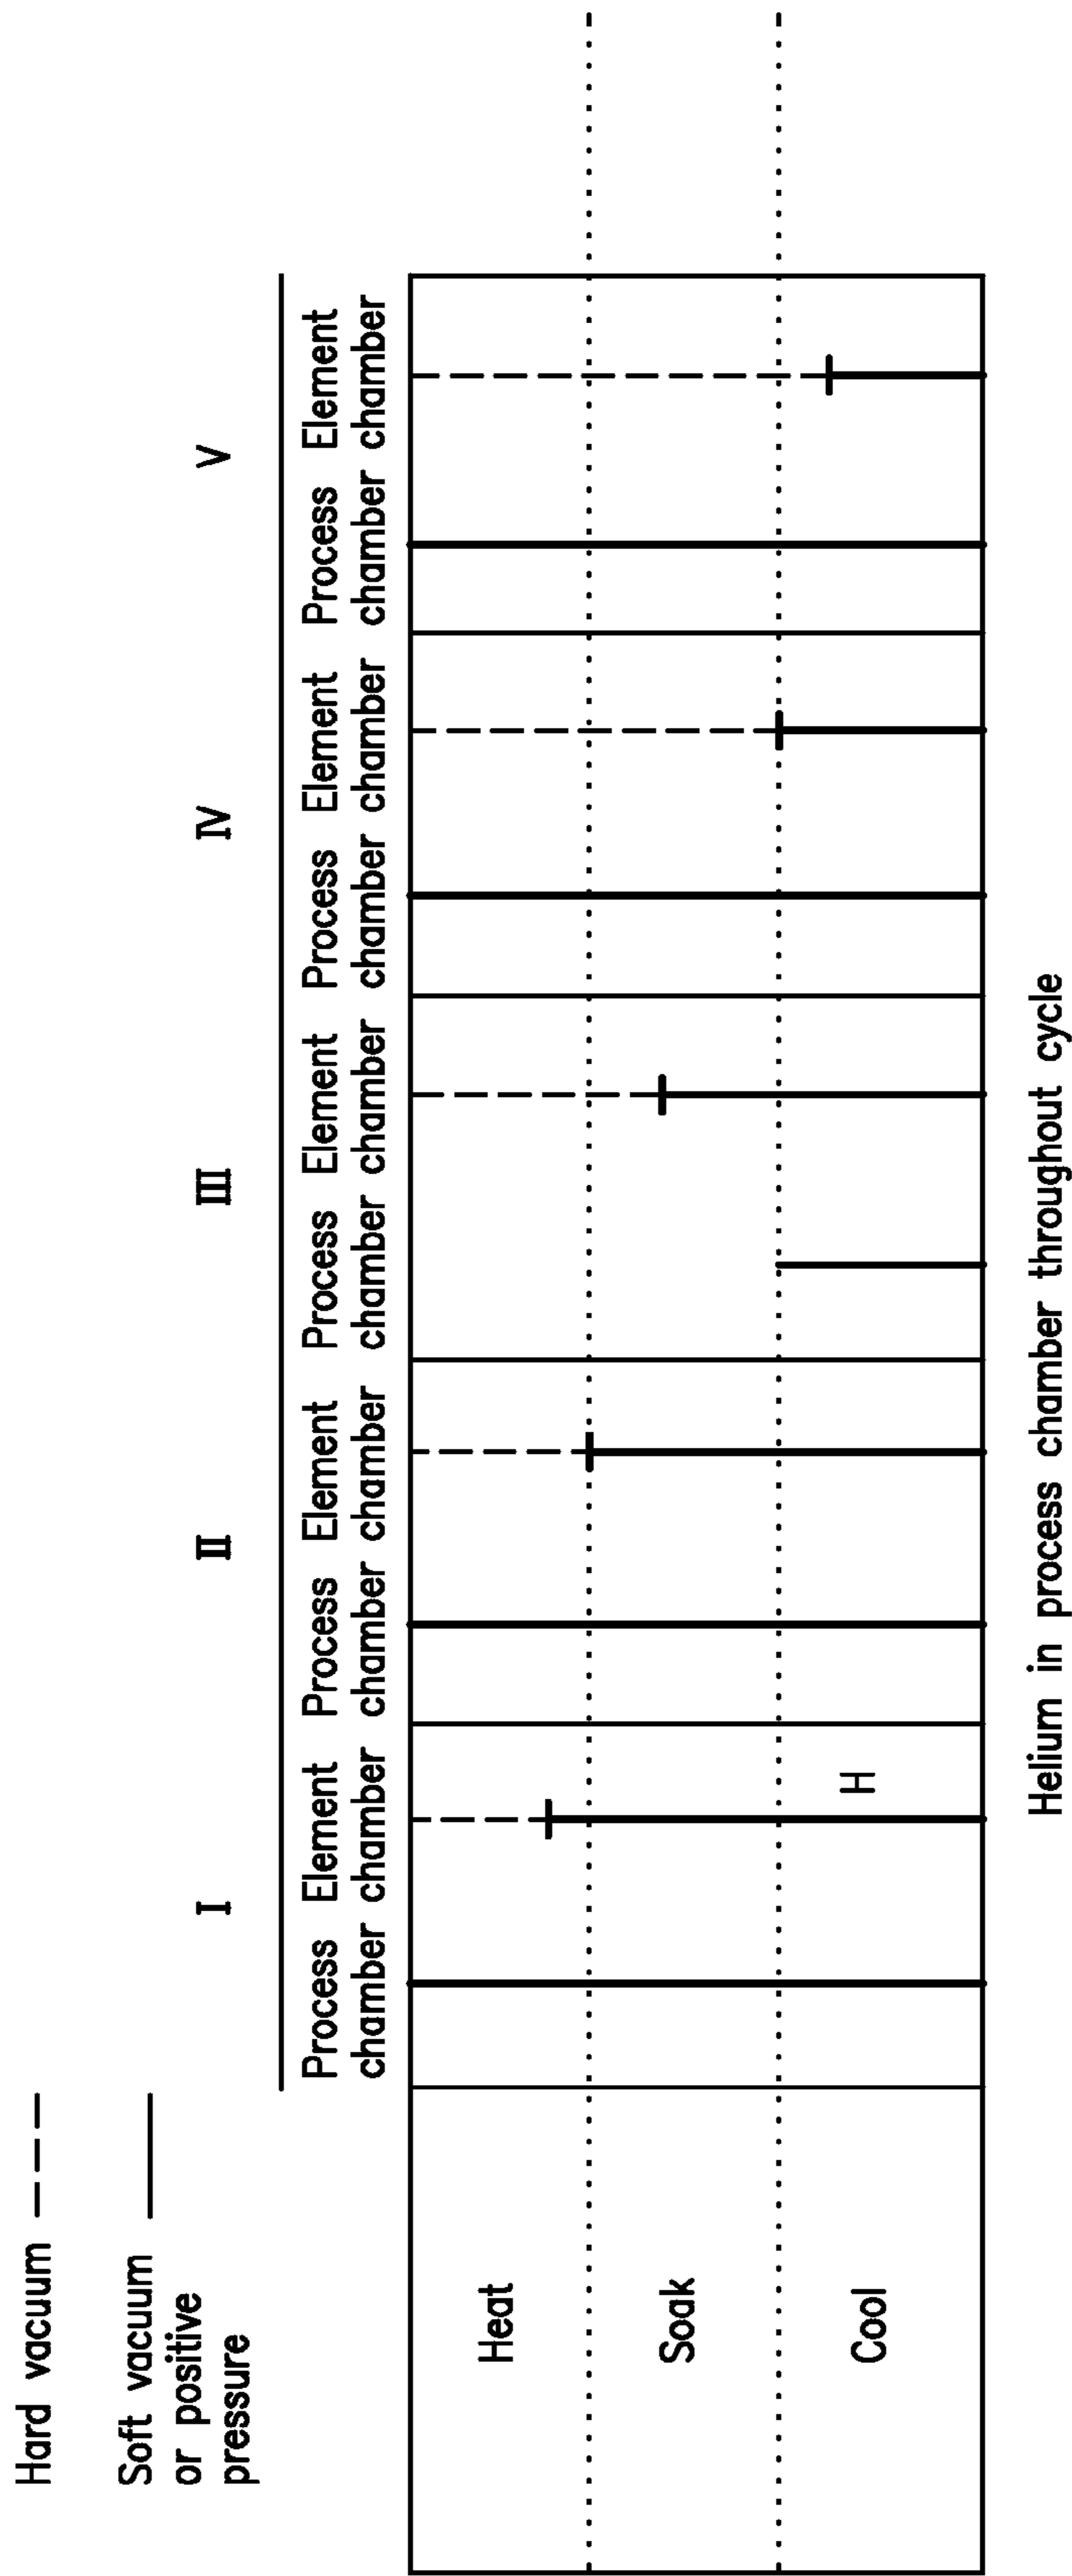 Hard vacuum
Soft vacuum
or positive
pressure
I II III IV V
Process Element Process Element Process Element Process Element Process Element
chamber chamber chamber chamber chamber chamber chamber chamber chamber chamber
Heat
Soak
Cool
H
Helium in process chamber throughout cycle